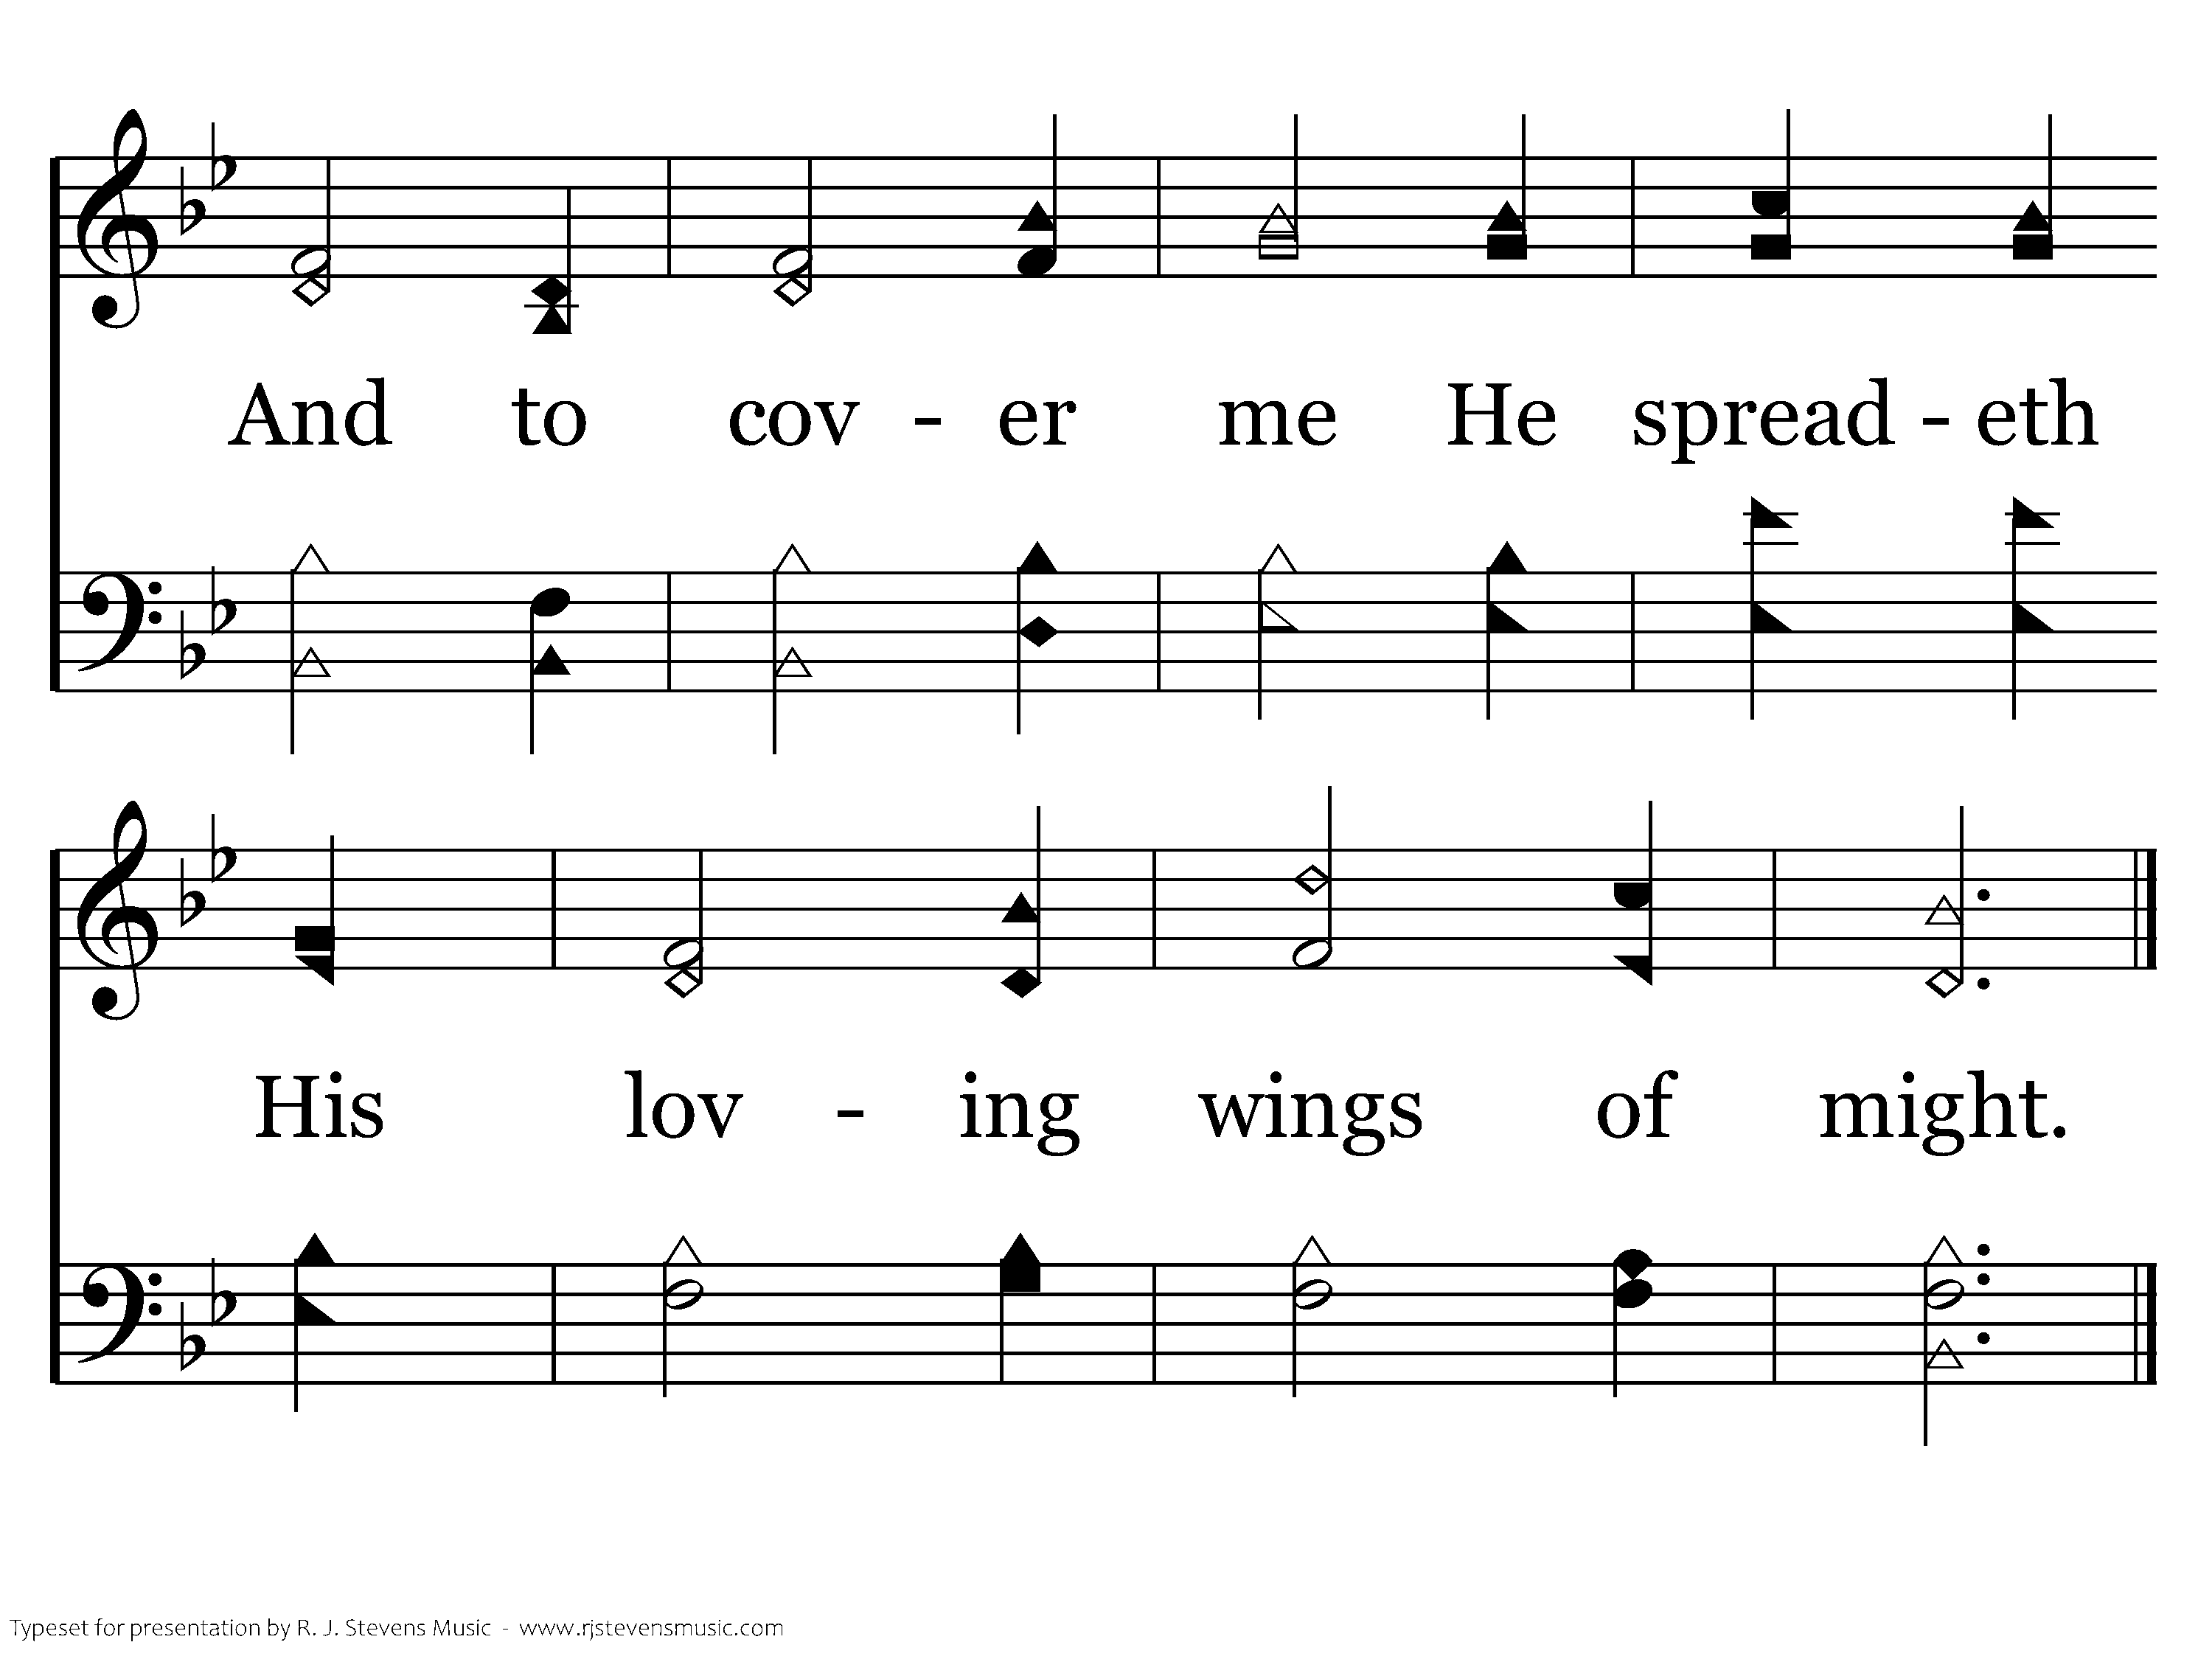 And to cov - er me He spread - eth
His lov - ing wings of might.
Typeset for presentation by R. J. Stevens Music - www.rjstevensmusic.com